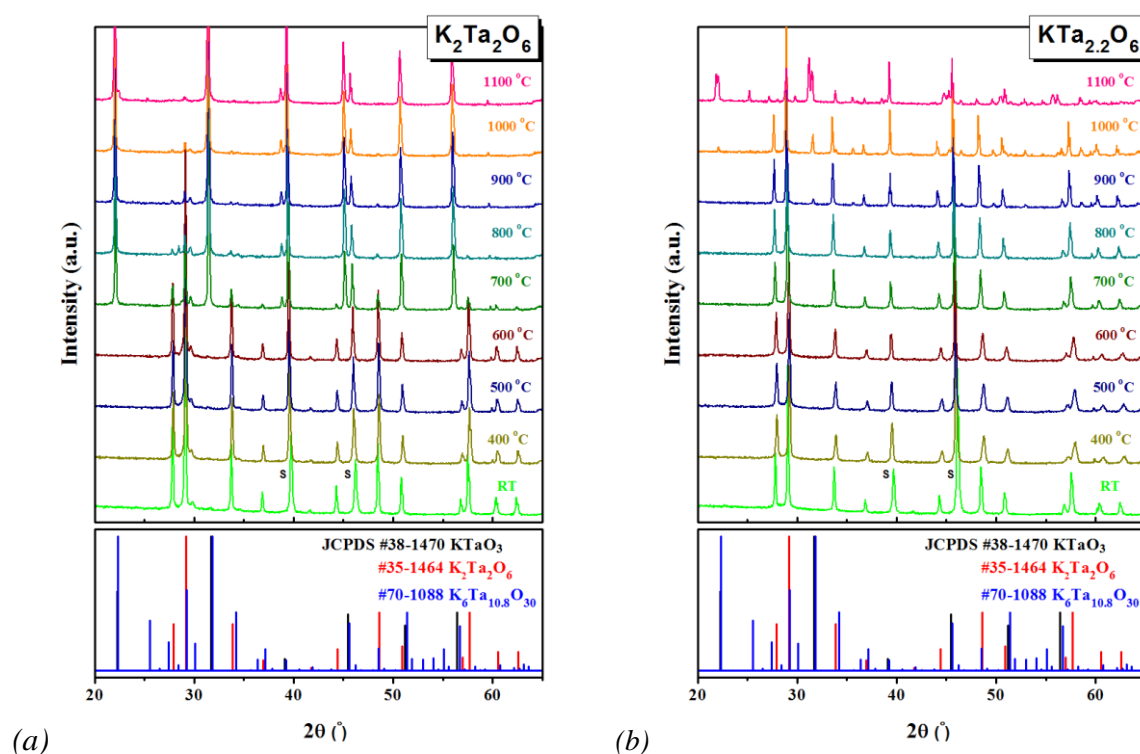 K2Ta2O6
1100 °C
1000 °C
900 °C
800 °C
700 °C
600 °C
500 °C
400 °C
RT
S S
Intensity (a.u.)
JCPDS #38-1470 KTaO3
#35-1464 K2Ta2O6
#70-1088 K6Ta10.8O30
20 30 40 50 60
2θ (°)
(a)
KTa2.2O6
1100 °C
1000 °C
900 °C
800 °C
700 °C
600 °C
500 °C
400 °C
RT
S S
Intensity (a.u.)
JCPDS #38-1470 KTaO3
#35-1464 K2Ta2O6
#70-1088 K6Ta10.8O30
20 30 40 50 60
2θ (°)
(b)